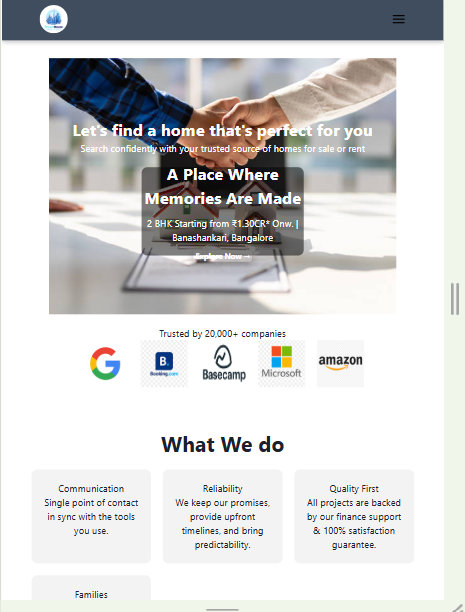 Let's find a home that's perfect for you
Search confidently with your trusted source of homes for sale or rent
A Place Where
Memories Are Made
2 BHK Starting from ₹1.30CR* Onw. |
Banashankari, Bangalore
Explore Now →
Trusted by 20,000+ companies
B.
Booking.com
Basecamp
Microsoft
amazon
What We do
Communication
Single point of contact
in sync with the tools
you use.
Reliability
We keep our promises,
provide upfront
timelines, and bring
predictability.
Quality First
All projects are backed
by our finance support
& 100% satisfaction
guarantee.
Families